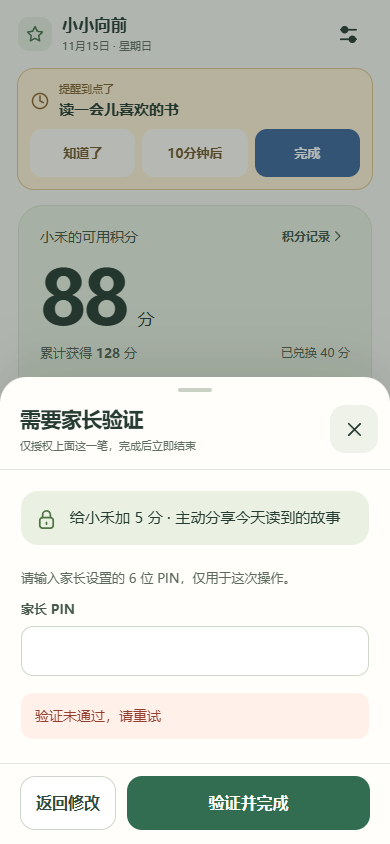 小小向前
11月15日 · 星期日
提醒到点了
读一会儿喜欢的书
知道了
10分钟后
完成
小禾的可用积分
积分记录
88 分
累计获得 128 分
已兑换 40 分
需要家长验证
仅授权上面这一笔，完成后立即结束
给小禾加 5 分 · 主动分享今天读到的故事
请输入家长设置的 6 位 PIN，仅用于这次操作。
家长 PIN
验证未通过，请重试
返回修改
验证并完成